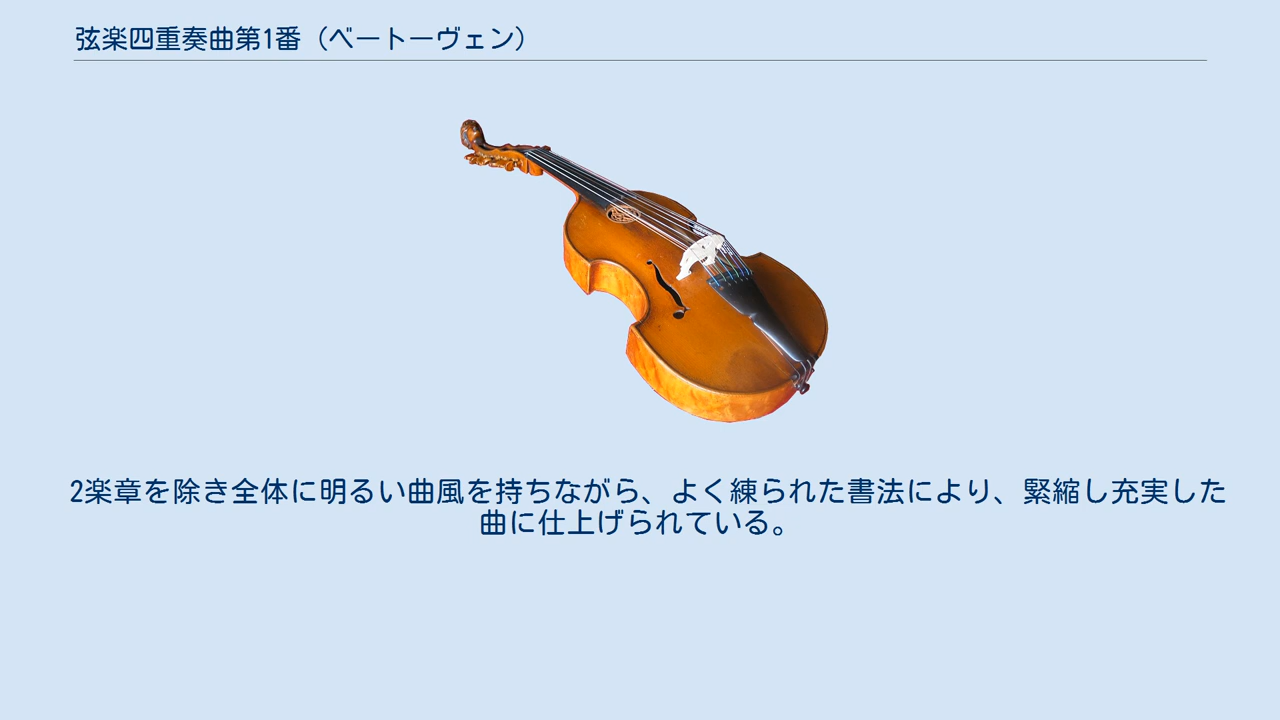 弦楽四重奏曲第1番（ベートーヴェン）
2楽章を除き全体に明るい曲風を持ちながら、よく練られた書法により、緊縮し充実した
曲に仕上げられている。